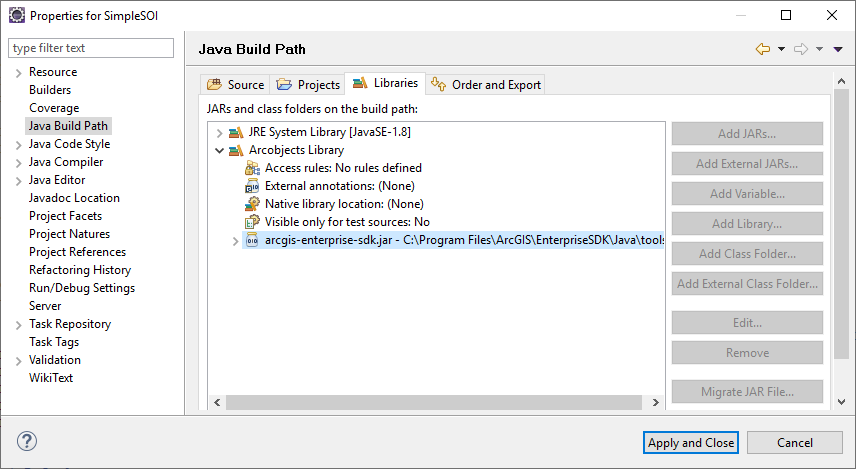 Properties for SimpleSOI
type filter text
Java Build Path
Resource
Builders
Coverage
Java Build Path
Java Code Style
Java Compiler
Java Editor
Javadoc Location
Project Facets
Project Natures
Project References
Refactoring History
Run/Debug Settings
Server
Task Repository
Task Tags
Validation
WikiText
Source
Projects
Libraries
Order and Export
JARs and class folders on the build path:
JRE System Library [JavaSE-1.8]
Arcobjects Library
Access rules: No rules defined
External annotations: (None)
Native library location: (None)
Visible only for test sources: No
arcgis-enterprise-sdk.jar - C:\Program Files\ArcGIS\EnterpriseSDK\Java\tools
Add JARs...
Add External JARs...
Add Variable...
Add Library...
Add Class Folder...
Add External Class Folder...
Edit...
Remove
Migrate JAR File...
Apply and Close
Cancel